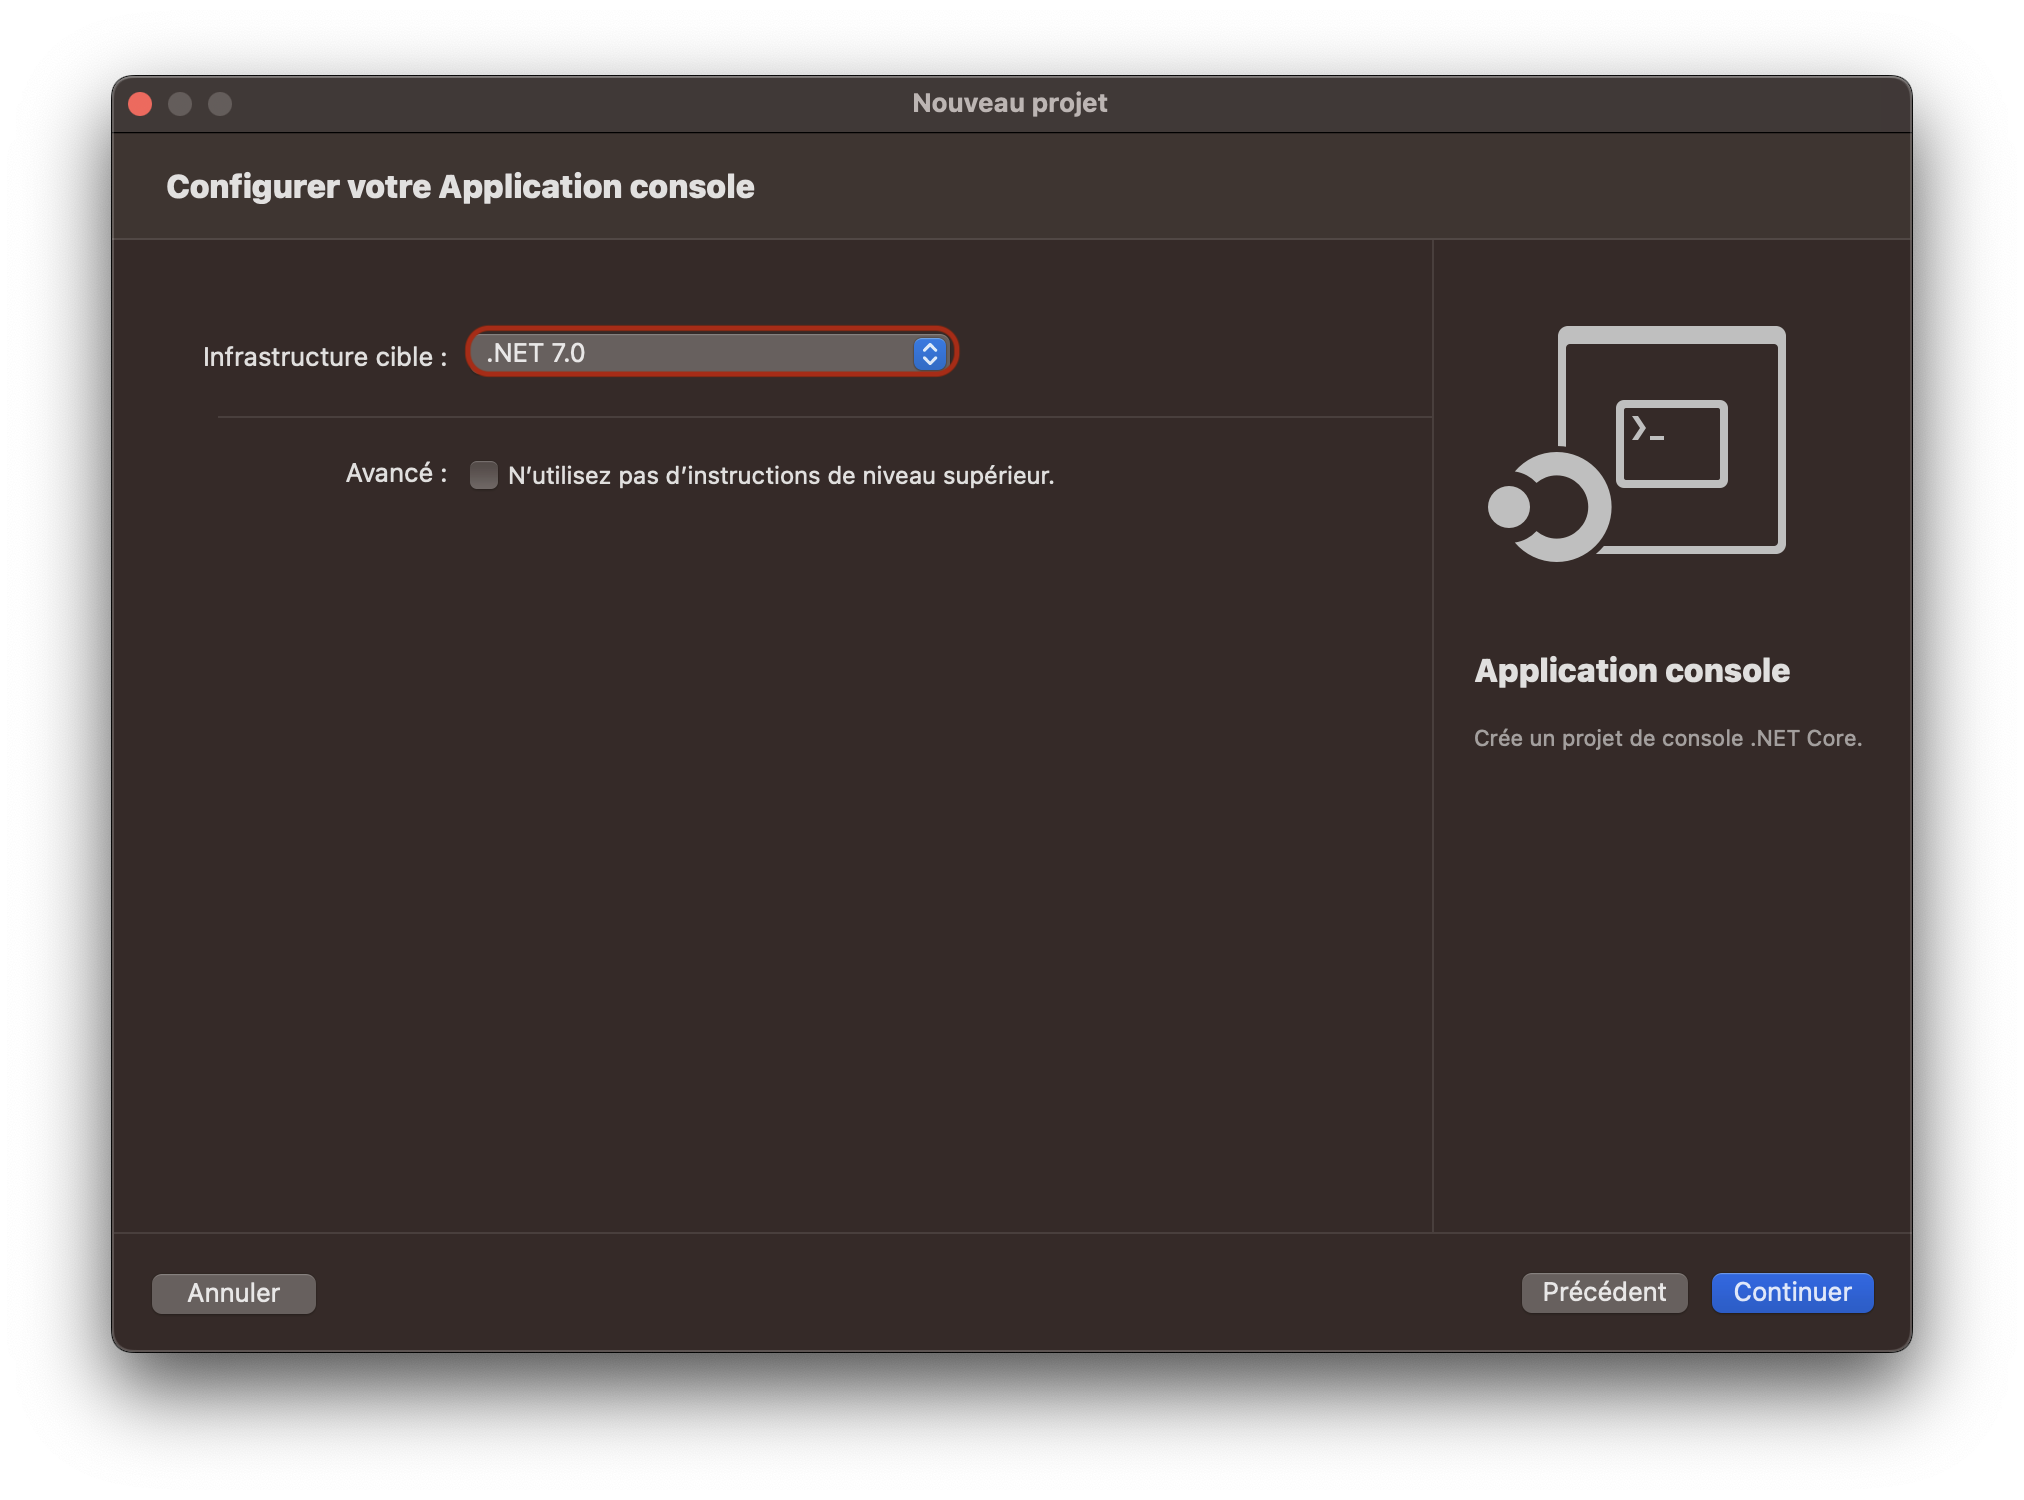 Nouveau projet
Configurer votre Application console
Infrastructure cible :
.NET 7.0
Avancé :
N’utilisez pas d’instructions de niveau supérieur.
Application console
Crée un projet de console .NET Core.
Annuler
Précédent
Continuer